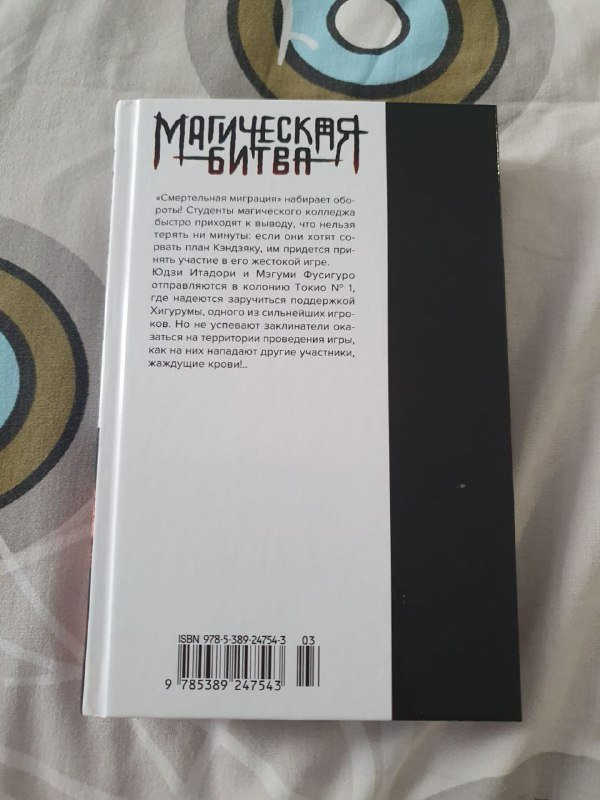 МАГИЧЕСКАЯ
БИТВА
«Смертельная миграция» набирает обо-
роты! Студенты магического колледжа
быстро приходят к выводу, что нельзя
терять ни минуты: если они хотят со-
рвать план Кэндзяку, им придется при-
нять участие в его жестокой игре.
Юдзи Итадори и Мэгуми Фусигуро
отправляются в колонию Токио № 1,
где надеются заручиться поддержкой
Хигурумы, одного из сильнейших игро-
ков. Но не успевают заклинатели ока-
заться на территории проведения игры,
как на них нападают другие участники,
жаждущие крови!..
ISBN 978-5-389-24754-3 03
9 785389 247543